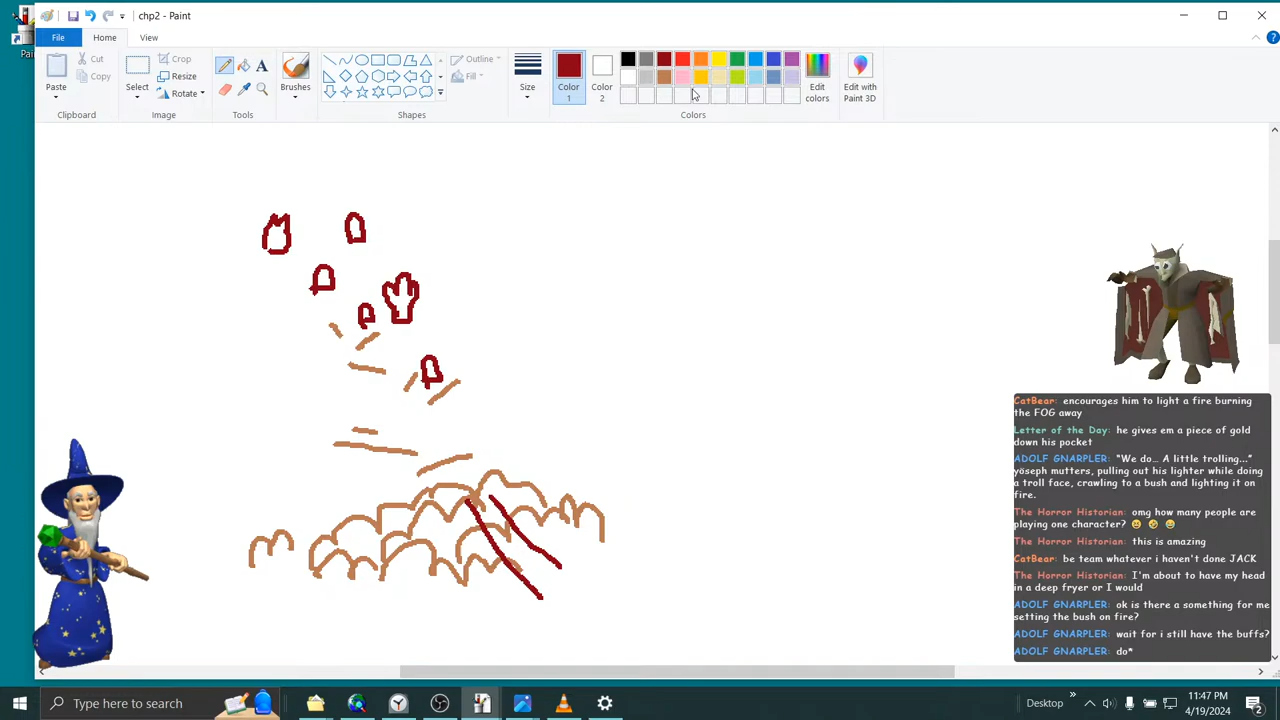 chp2 - Paint
File
Home
View
Paste
Cut
Copy
Clipboard
Select
Crop
Resize
Rotate
Image
A
Tools
Brushes
Shapes
Outline
Fill
Size
Color
1
Color
2
Colors
Edit
colors
Edit with
Paint 3D
Pain
CatBear: encourages him to light a fire burning
the FOG away
Letter of the Day: he gives em a piece of gold
down his pocket
ADOLF GNARPLER: "We do... A little trolling..."
yöseph mutters, pulling out his lighter while doing
a troll face, crawling to a bush and lighting it on
fire.
The Horror Historian: omg how many people are
playing one character? 😆 🤣 😂
The Horror Historian: this is amazing
CatBear: be team whatever i haven't done JACK
The Horror Historian: I'm about to have my head
in a deep fryer or I would
ADOLF GNARPLER: ok is there a something for me
setting the bush on fire?
ADOLF GNARPLER: wait for i still have the buffs?
ADOLF GNARPLER: do*
Type here to search
Desktop
11:47 PM
4/19/2024
2